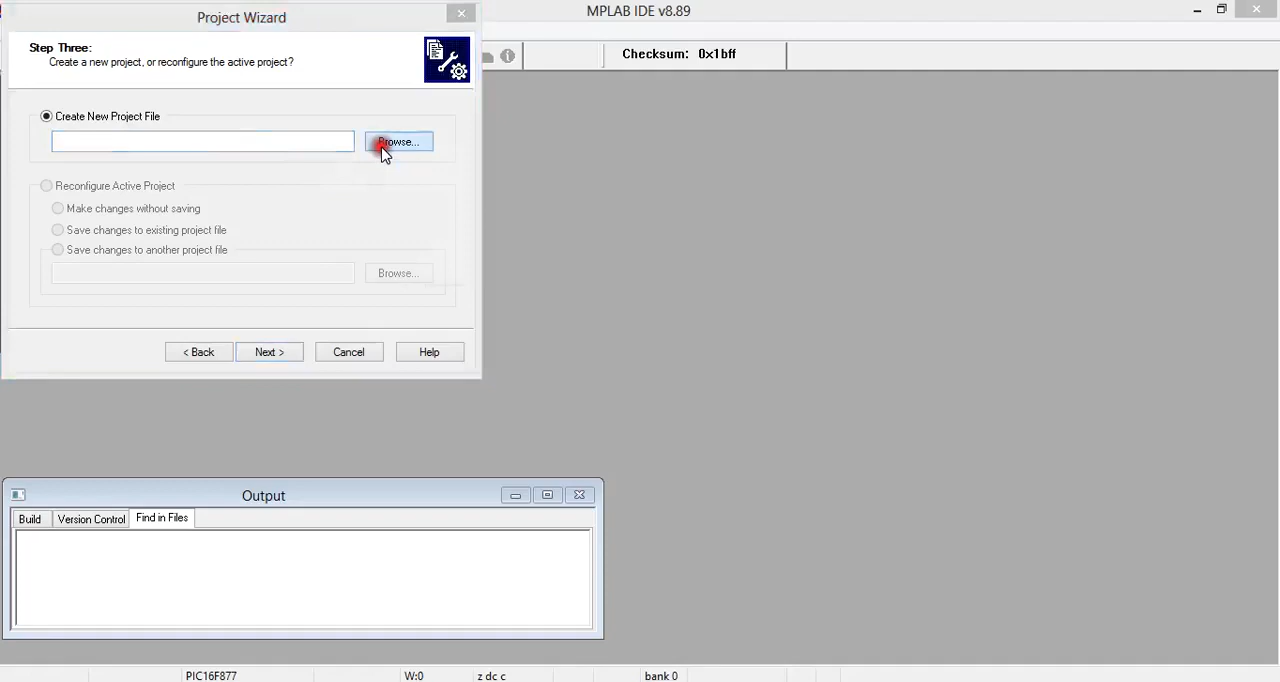 Project Wizard
MPLAB IDE v8.89
Step Three:
Create a new project, or reconfigure the active project?
Checksum: 0x1bff
Create New Project File
Browse...
Reconfigure Active Project
Make changes without saving
Save changes to existing project file
Save changes to another project file
Browse...
< Back
Next >
Cancel
Help
Output
Build
Version Control
Find in Files
PIC16F877
W:0
z dc c
bank 0